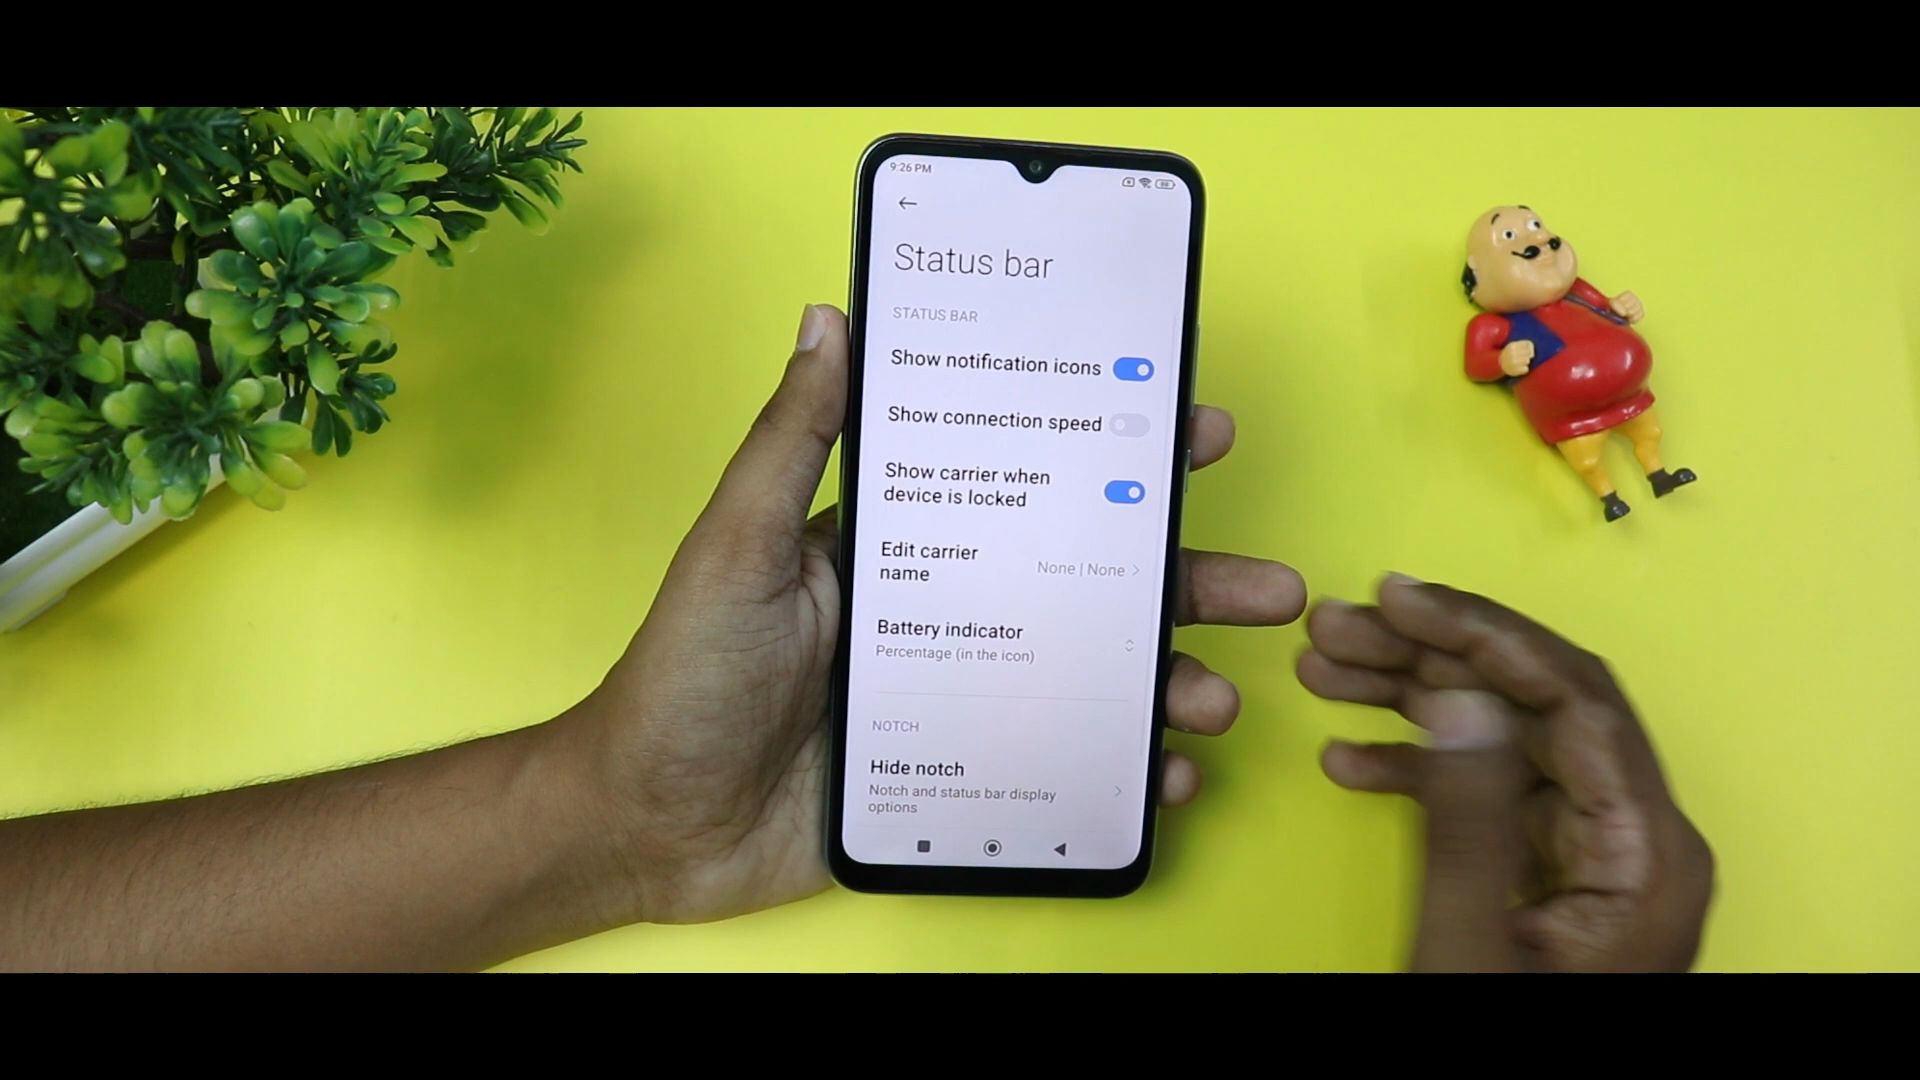 9:26 PM
Status bar
STATUS BAR
Show notification icons
Show connection speed
Show carrier when
device is locked
Edit carrier
name
None | None
Battery indicator
Percentage (in the icon)
NOTCH
Hide notch
Notch and status bar display
options